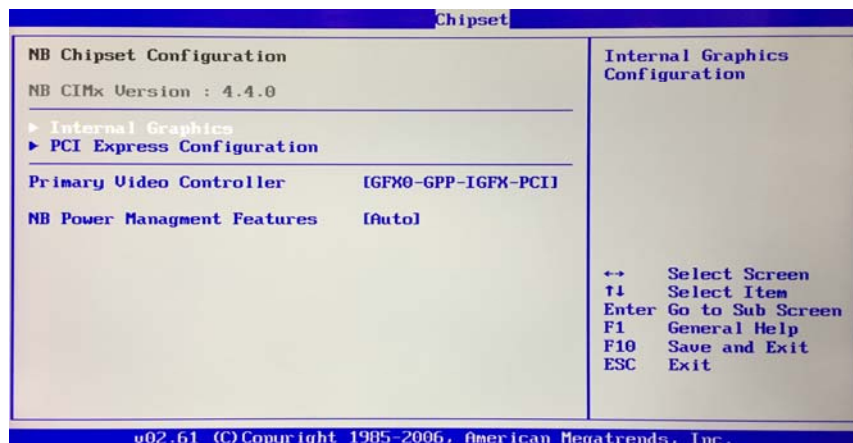 Chipset
NB Chipset Configuration
NB CIMx Version : 4.4.0
▶ Internal Graphics
▶ PCI Express Configuration
Primary Video Controller [GFX0-GPP-IGFX-PCI]
NB Power Managment Features [Auto]
Internal Graphics
Configuration
↔ Select Screen
↑↓ Select Item
Enter Go to Sub Screen
F1 General Help
F10 Save and Exit
ESC Exit
v02.61 (C)Copyright 1985-2006, American Megatrends, Inc.